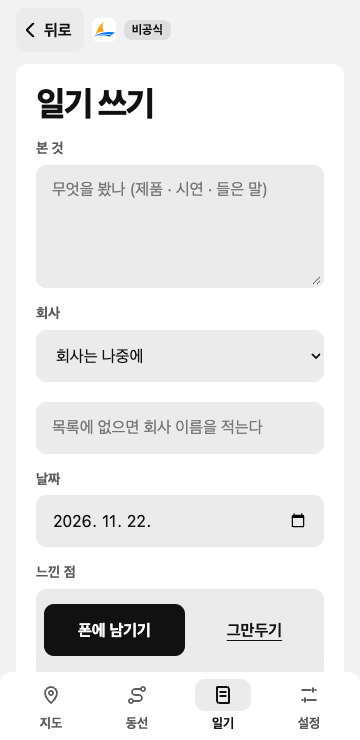 뒤로 비공식
일기 쓰기
본 것
무엇을 봤나 (제품 · 시연 · 들은 말)
회사
회사는 나중에
목록에 없으면 회사 이름을 적는다
날짜
2026. 11. 22.
느낀 점
폰에 남기기 그만두기
지도 동선 일기 설정